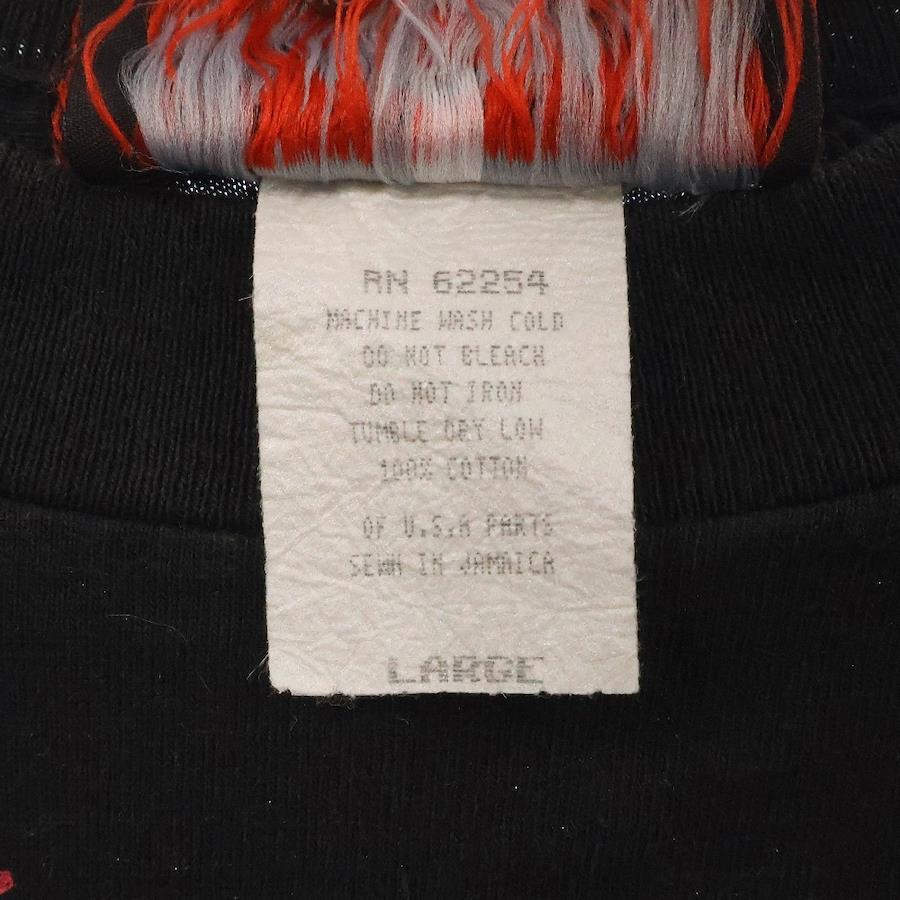 RN 62254
MACHINE WASH COLD
DO NOT BLEACH
DO NOT IRON
TUMBLE DRY LOW
100% COTTON
OF U.S.A PARTS
SEWN IN JAMAICA
LARGE